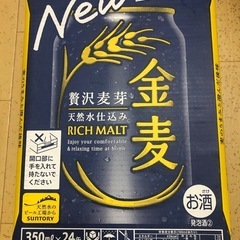 New
金麦
贅沢麦芽
天然水仕込み
RICH MALT
Enjoy your comfortable
& relaxing time at home
開口部に
手を入れて
持たないで
ください
お酒
発泡酒②
天然水の
ビール工場から
SUNTORY
350ml×24缶